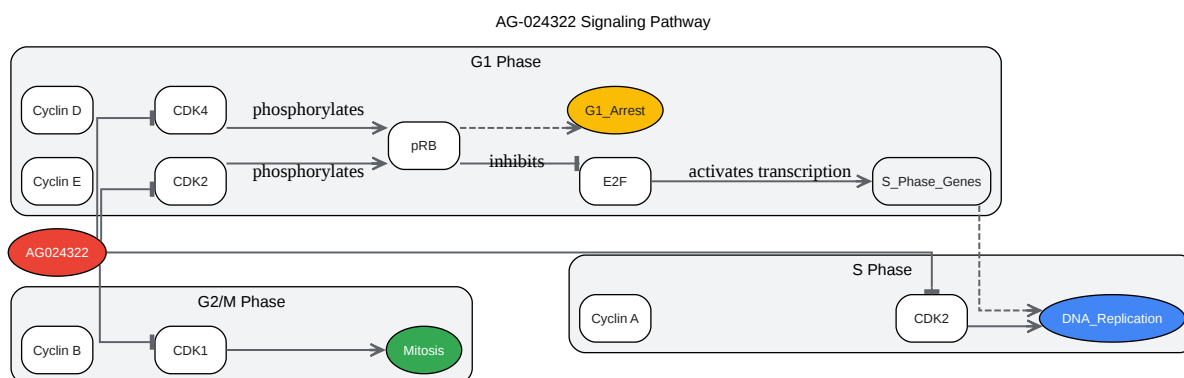 AG-024322 Signaling Pathway
G1 Phase
Cyclin D
CDK4
phosphorylates
G1_Arrest
pRB
Cyclin E
CDK2
phosphorylates
inhibits
E2F
activates transcription
S_Phase_Genes
AG024322
S Phase
Cyclin A
CDK2
DNA_Replication
G2/M Phase
Cyclin B
CDK1
Mitosis